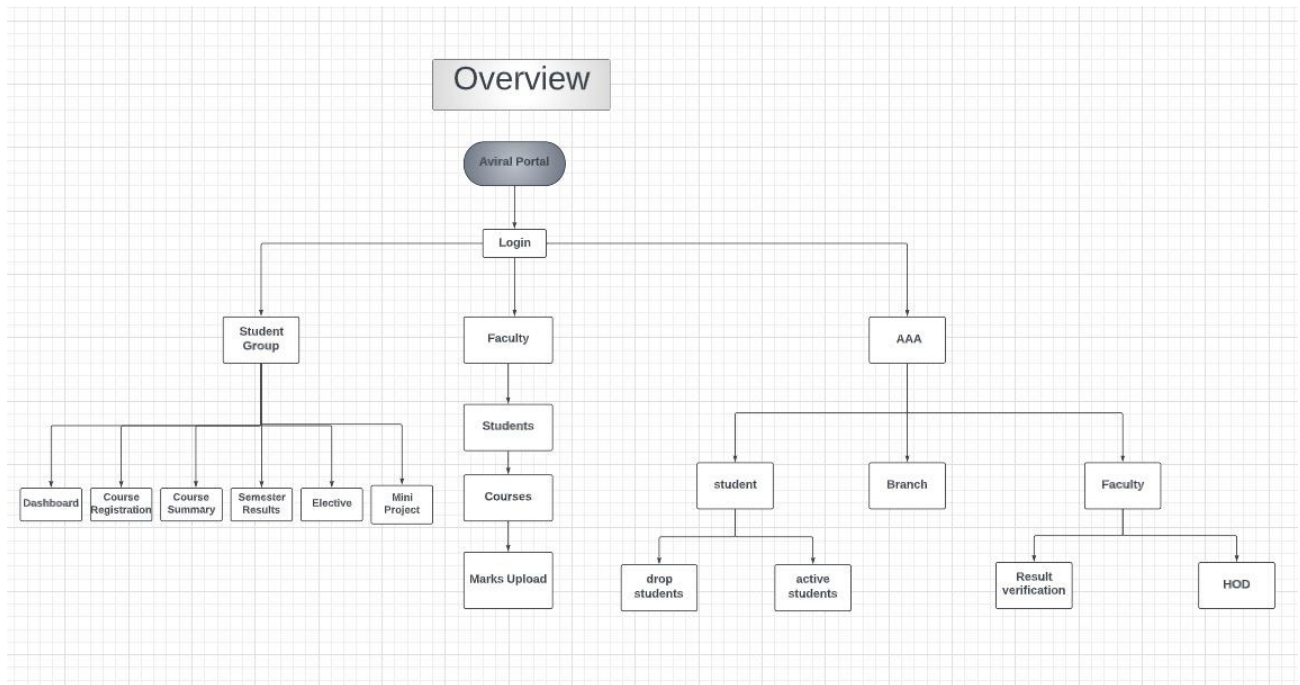 Overview
Aviral Portal
Login
Student
Group
Faculty
AAA
Students
Dashboard
Course
Registration
Course
Summary
Semester
Results
Elective
Mini
Project
Courses
student
Branch
Faculty
Marks Upload
drop
students
active
students
Result
verification
HOD